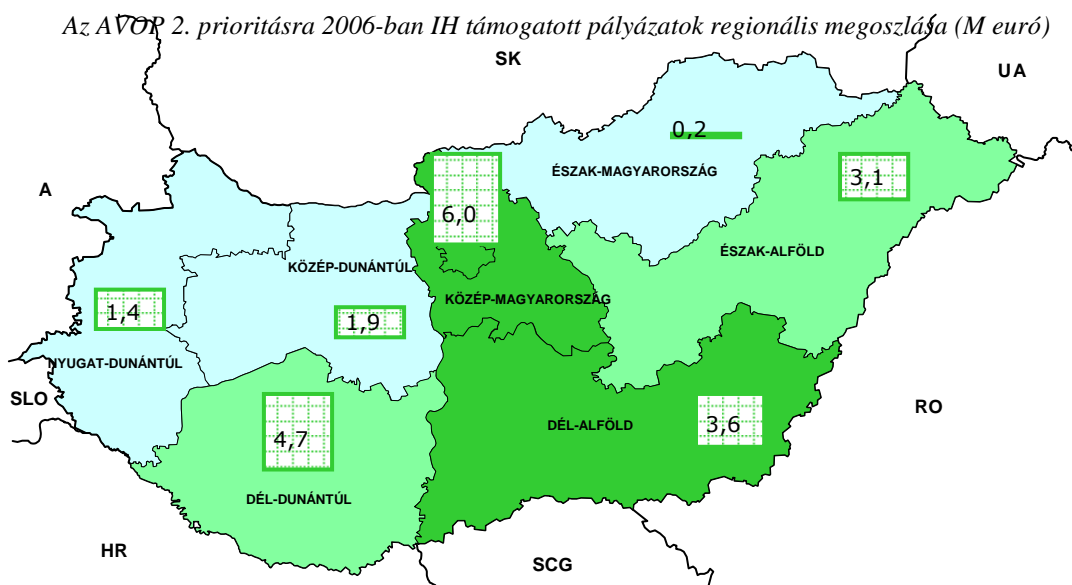 Az AVOP 2. prioritásra 2006-ban IH támogatott pályázatok regionális megoszlása (M euró)
SK
UA
0,2
ÉSZAK-MAGYARORSZÁG
3,1
A
6,0
ÉSZAK-ALFÖLD
KÖZÉP-DUNÁNTÚL
KÖZÉP-MAGYARORSZÁG
1,4
1,9
NYUGAT-DUNÁNTÚL
SLO
RO
4,7
DÉL-ALFÖLD
3,6
DÉL-DUNÁNTÚL
HR
SCG